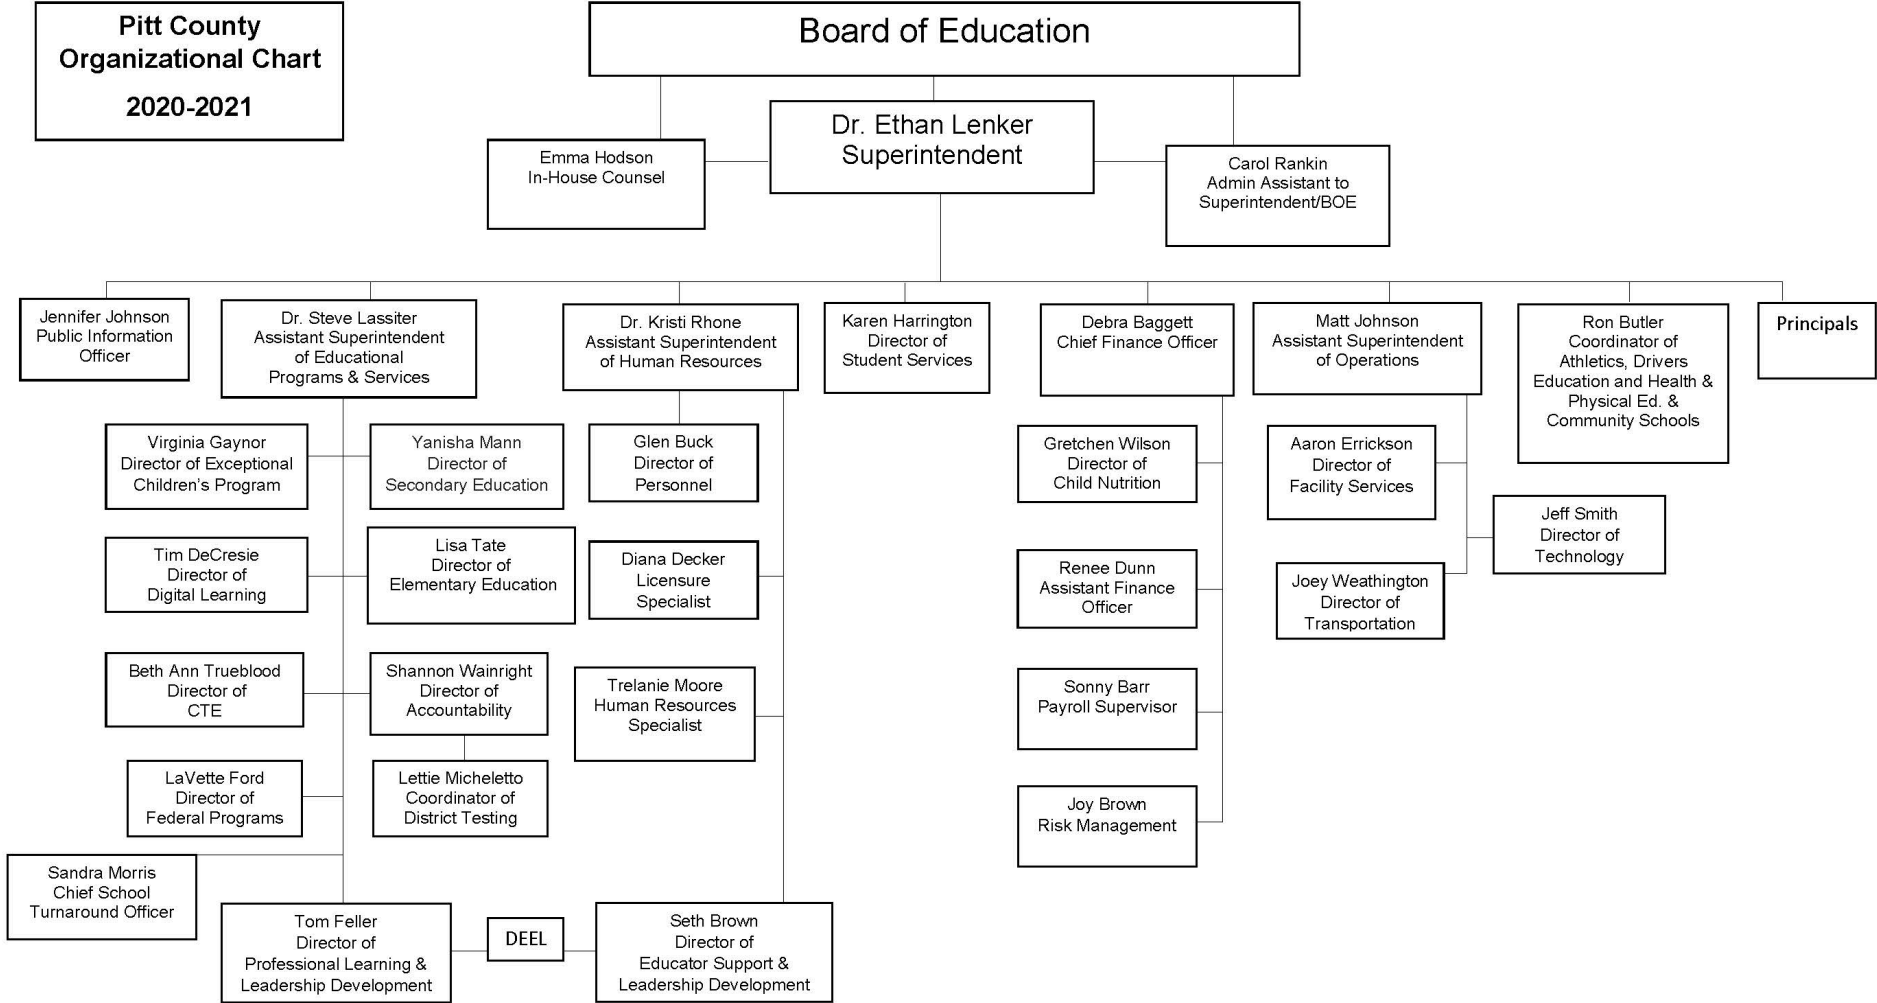 Pitt County
Organizational Chart
2020-2021
Board of Education
Dr. Ethan Lenker
Superintendent
Emma Hodson
In-House Counsel
Carol Rankin
Admin Assistant to
Superintendent/BOE
Jennifer Johnson
Public Information
Officer
Dr. Steve Lassiter
Assistant Superintendent
of Educational
Programs & Services
Dr. Kristi Rhone
Assistant Superintendent
of Human Resources
Karen Harrington
Director of
Student Services
Debra Baggett
Chief Finance Officer
Matt Johnson
Assistant Superintendent
of Operations
Ron Butler
Coordinator of
Athletics, Drivers
Education and Health &
Physical Ed. &
Community Schools
Principals
Virginia Gaynor
Director of Exceptional
Children's Program
Yanisha Mann
Director of
Secondary Education
Glen Buck
Director of
Personnel
Gretchen Wilson
Director of
Child Nutrition
Aaron Errickson
Director of
Facility Services
Jeff Smith
Director of
Technology
Tim DeCresie
Director of
Digital Learning
Lisa Tate
Director of
Elementary Education
Diana Decker
Licensure
Specialist
Renee Dunn
Assistant Finance
Officer
Joey Weathington
Director of
Transportation
Beth Ann Trueblood
Director of
CTE
Shannon Wainright
Director of
Accountability
Trelanie Moore
Human Resources
Specialist
Sonny Barr
Payroll Supervisor
LaVette Ford
Director of
Federal Programs
Lettie Micheletto
Coordinator of
District Testing
Joy Brown
Risk Management
Sandra Morris
Chief School
Turnaround Officer
Tom Feller
Director of
Professional Learning &
Leadership Development
DEEL
Seth Brown
Director of
Educator Support &
Leadership Development